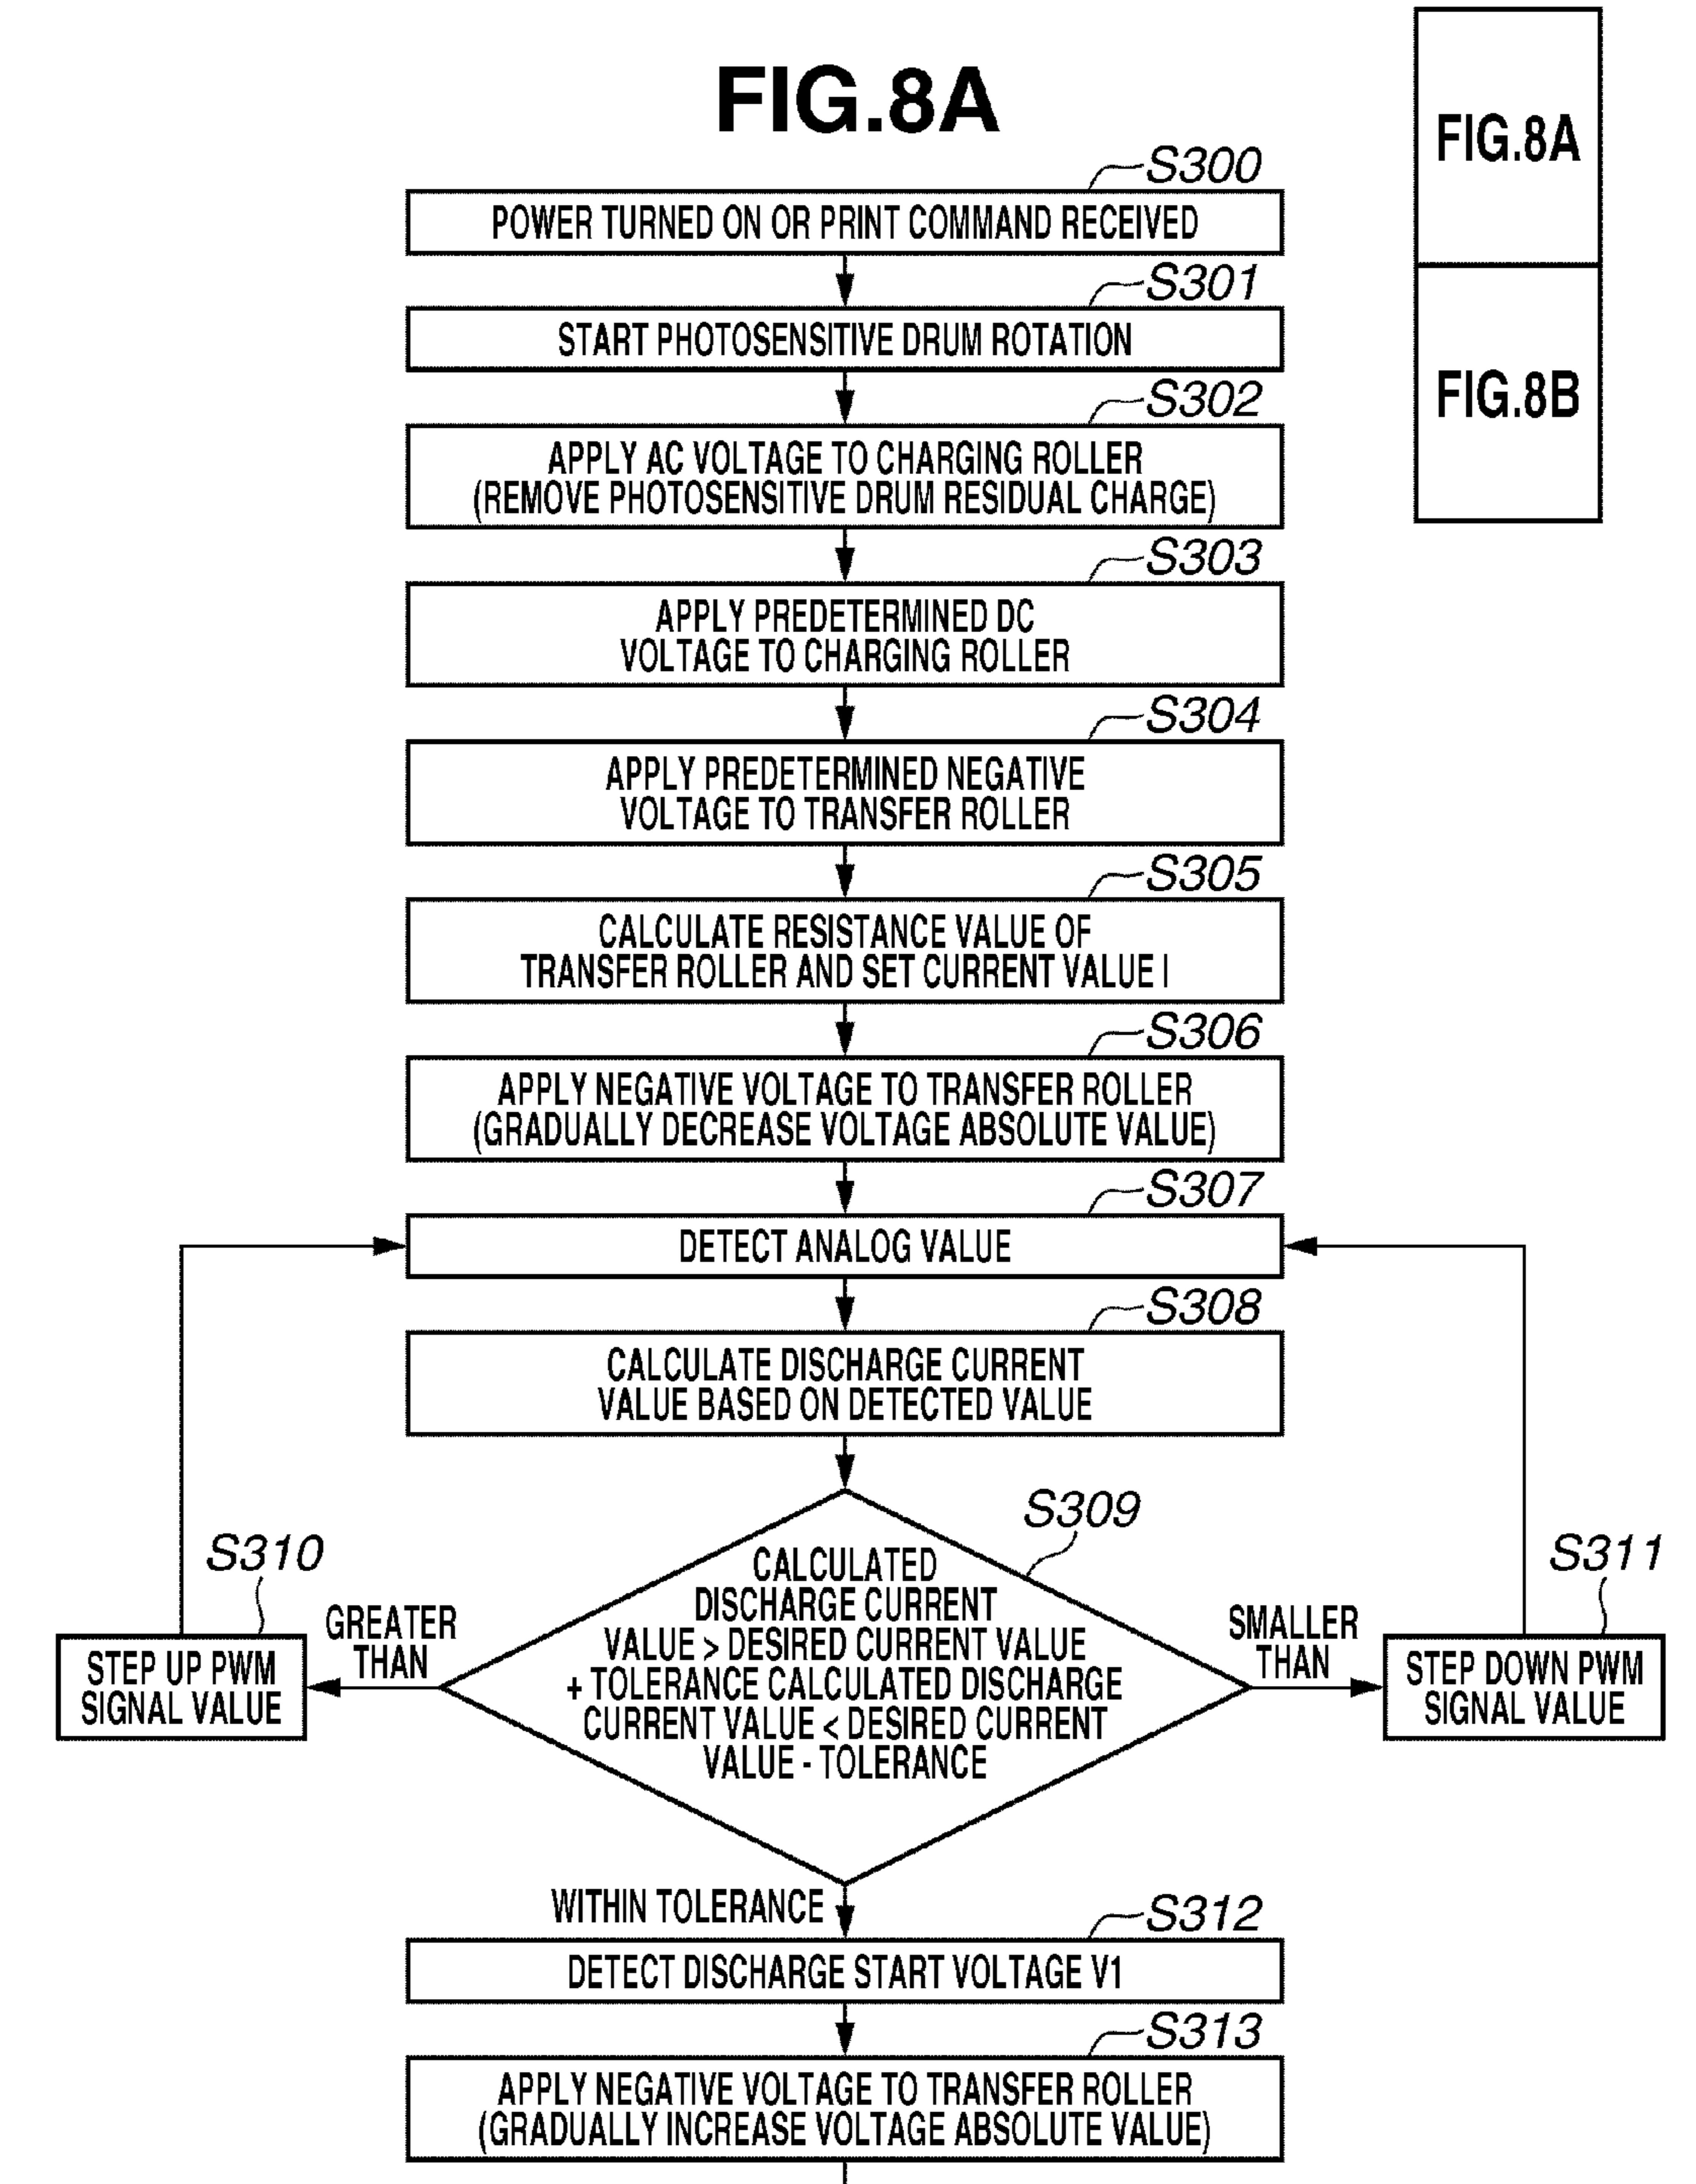 FIG.8A
FIG.8A
FIG.8B
S300
POWER TURNED ON OR PRINT COMMAND RECEIVED
S301
START PHOTOSENSITIVE DRUM ROTATION
S302
APPLY AC VOLTAGE TO CHARGING ROLLER
(REMOVE PHOTOSENSITIVE DRUM RESIDUAL CHARGE)
S303
APPLY PREDETERMINED DC
VOLTAGE TO CHARGING ROLLER
S304
APPLY PREDETERMINED NEGATIVE
VOLTAGE TO TRANSFER ROLLER
S305
CALCULATE RESISTANCE VALUE OF
TRANSFER ROLLER AND SET CURRENT VALUE I
S306
APPLY NEGATIVE VOLTAGE TO TRANSFER ROLLER
(GRADUALLY DECREASE VOLTAGE ABSOLUTE VALUE)
S307
DETECT ANALOG VALUE
S308
CALCULATE DISCHARGE CURRENT
VALUE BASED ON DETECTED VALUE
S309
CALCULATED
DISCHARGE CURRENT
VALUE > DESIRED CURRENT VALUE
+ TOLERANCE CALCULATED DISCHARGE
CURRENT VALUE < DESIRED CURRENT
VALUE - TOLERANCE
S310
GREATER
THAN
STEP UP PWM
SIGNAL VALUE
S311
SMALLER
THAN
STEP DOWN PWM
SIGNAL VALUE
WITHIN TOLERANCE
S312
DETECT DISCHARGE START VOLTAGE V1
S313
APPLY NEGATIVE VOLTAGE TO TRANSFER ROLLER
(GRADUALLY INCREASE VOLTAGE ABSOLUTE VALUE)